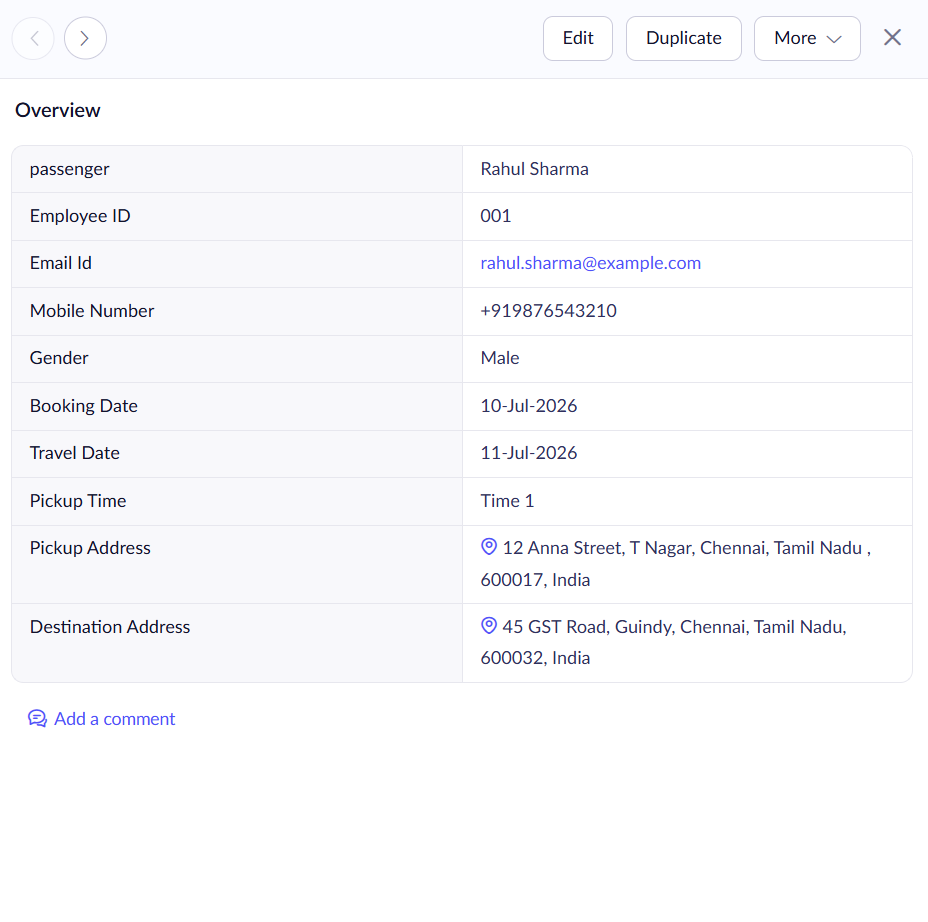 Edit Duplicate More
Overview
passenger Rahul Sharma
Employee ID 001
Email Id rahul.sharma@example.com
Mobile Number +919876543210
Gender Male
Booking Date 10-Jul-2026
Travel Date 11-Jul-2026
Pickup Time Time 1
Pickup Address 12 Anna Street, T Nagar, Chennai, Tamil Nadu ,
600017, India
Destination Address 45 GST Road, Guindy, Chennai, Tamil Nadu,
600032, India
Add a comment